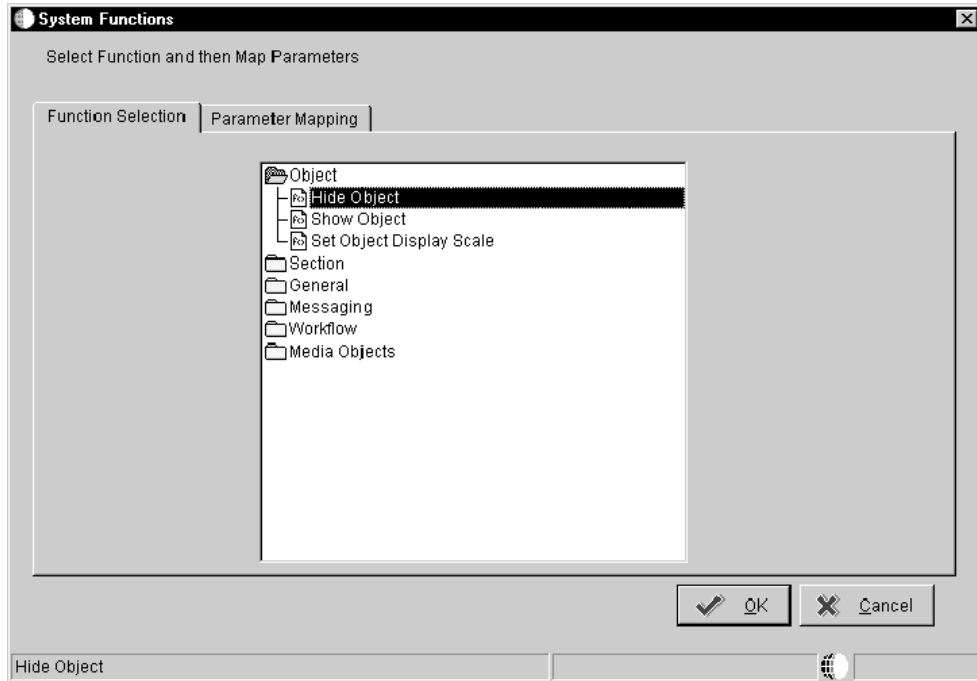 System Functions
Select Function and then Map Parameters
Function Selection
Parameter Mapping
Object
Hide Object
Show Object
Set Object Display Scale
Section
General
Messaging
Workflow
Media Objects
OK
Cancel
Hide Object